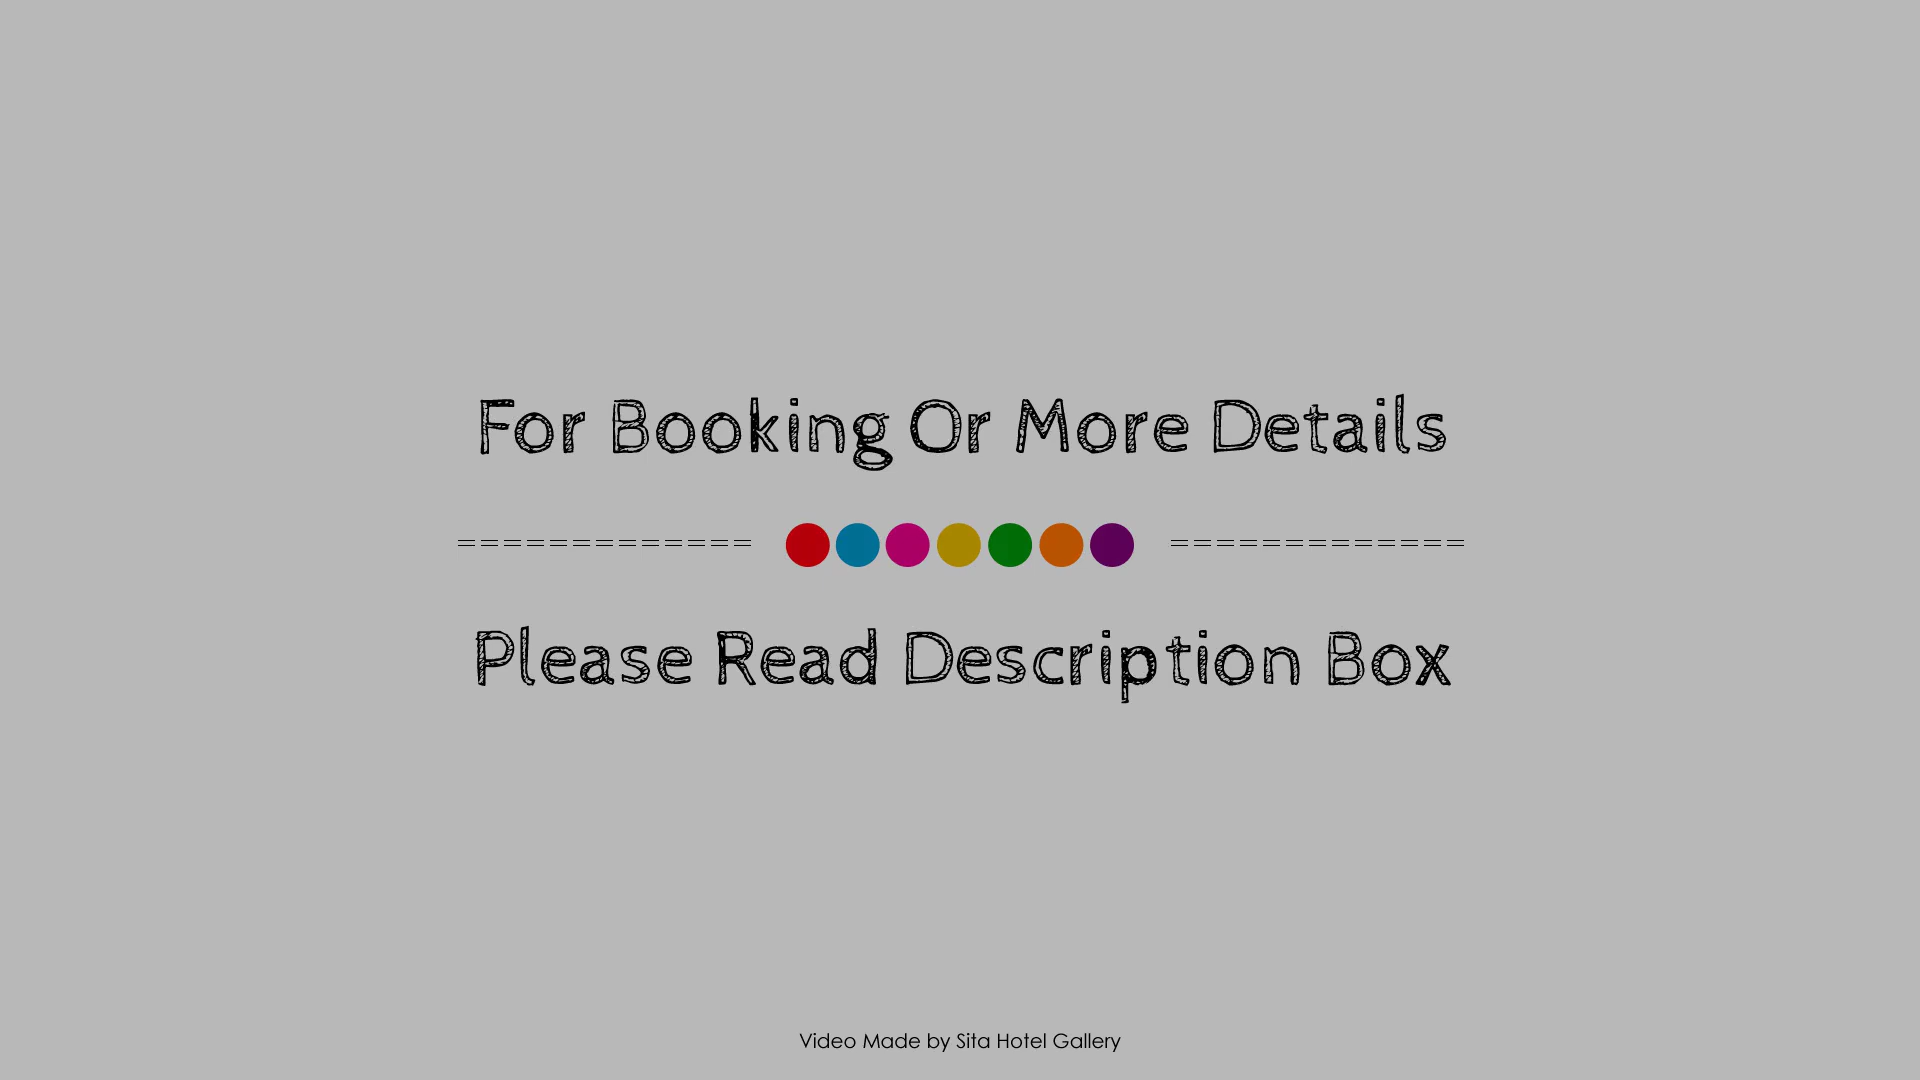 For Booking Or More Details
============= =============
Please Read Description Box
Video Made by Sita Hotel Gallery